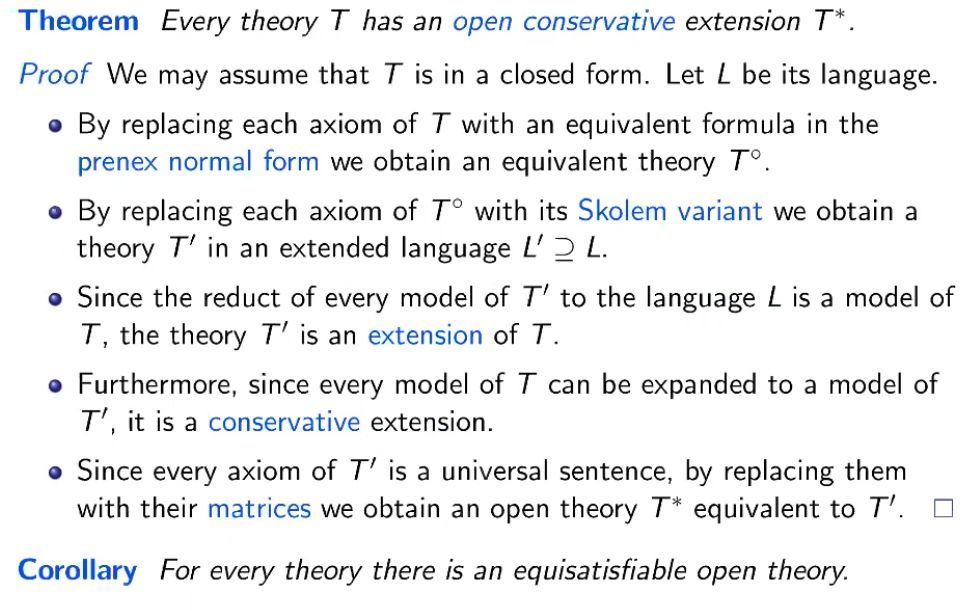 Theorem Every theory T has an open conservative extension T*.
Proof We may assume that T is in a closed form. Let L be its language.
• By replacing each axiom of T with an equivalent formula in the
prenex normal form we obtain an equivalent theory T°.
• By replacing each axiom of T° with its Skolem variant we obtain a
theory T′ in an extended language L′ ⊇ L.
• Since the reduct of every model of T′ to the language L is a model of
T, the theory T′ is an extension of T.
• Furthermore, since every model of T can be expanded to a model of
T′, it is a conservative extension.
• Since every axiom of T′ is a universal sentence, by replacing them
with their matrices we obtain an open theory T* equivalent to T′. □
Corollary For every theory there is an equisatisfiable open theory.